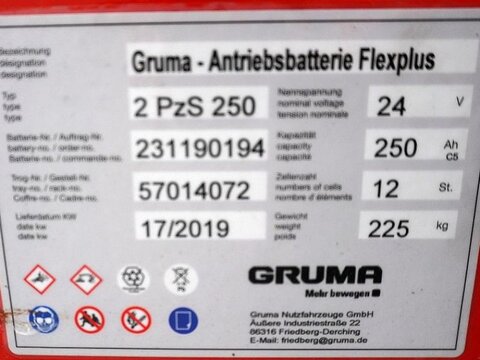 Bezeichnung
designation
designation
Gruma - Antriebsbatterie Flexplus
Typ
type
type
2 PzS 250
Nennspannung
nominal voltage
tension nominale
24
V
Batterie-Nr. / Auftrag-Nr.
battery-no. / order-no.
Batterie-No. / commande-no.
231190194
Kapazität
capacity
capacité
250
Ah
C5
Trog-Nr. / Gestell-Nr.
tray-no. / rack-no.
Coffre-no. / Cadre-no.
57014072
Zellenzahl
numbers of cells
nombre d'éléments
12
St.
Lieferdatum KW
date kw
date kw
17/2019
Gewicht
weight
poids
225
kg
GRUMA
Mehr bewegen
Gruma Nutzfahrzeuge GmbH
Äußere Industriestraße 22
86316 Friedberg-Derching
E-Mail: friedberg@gruma.de